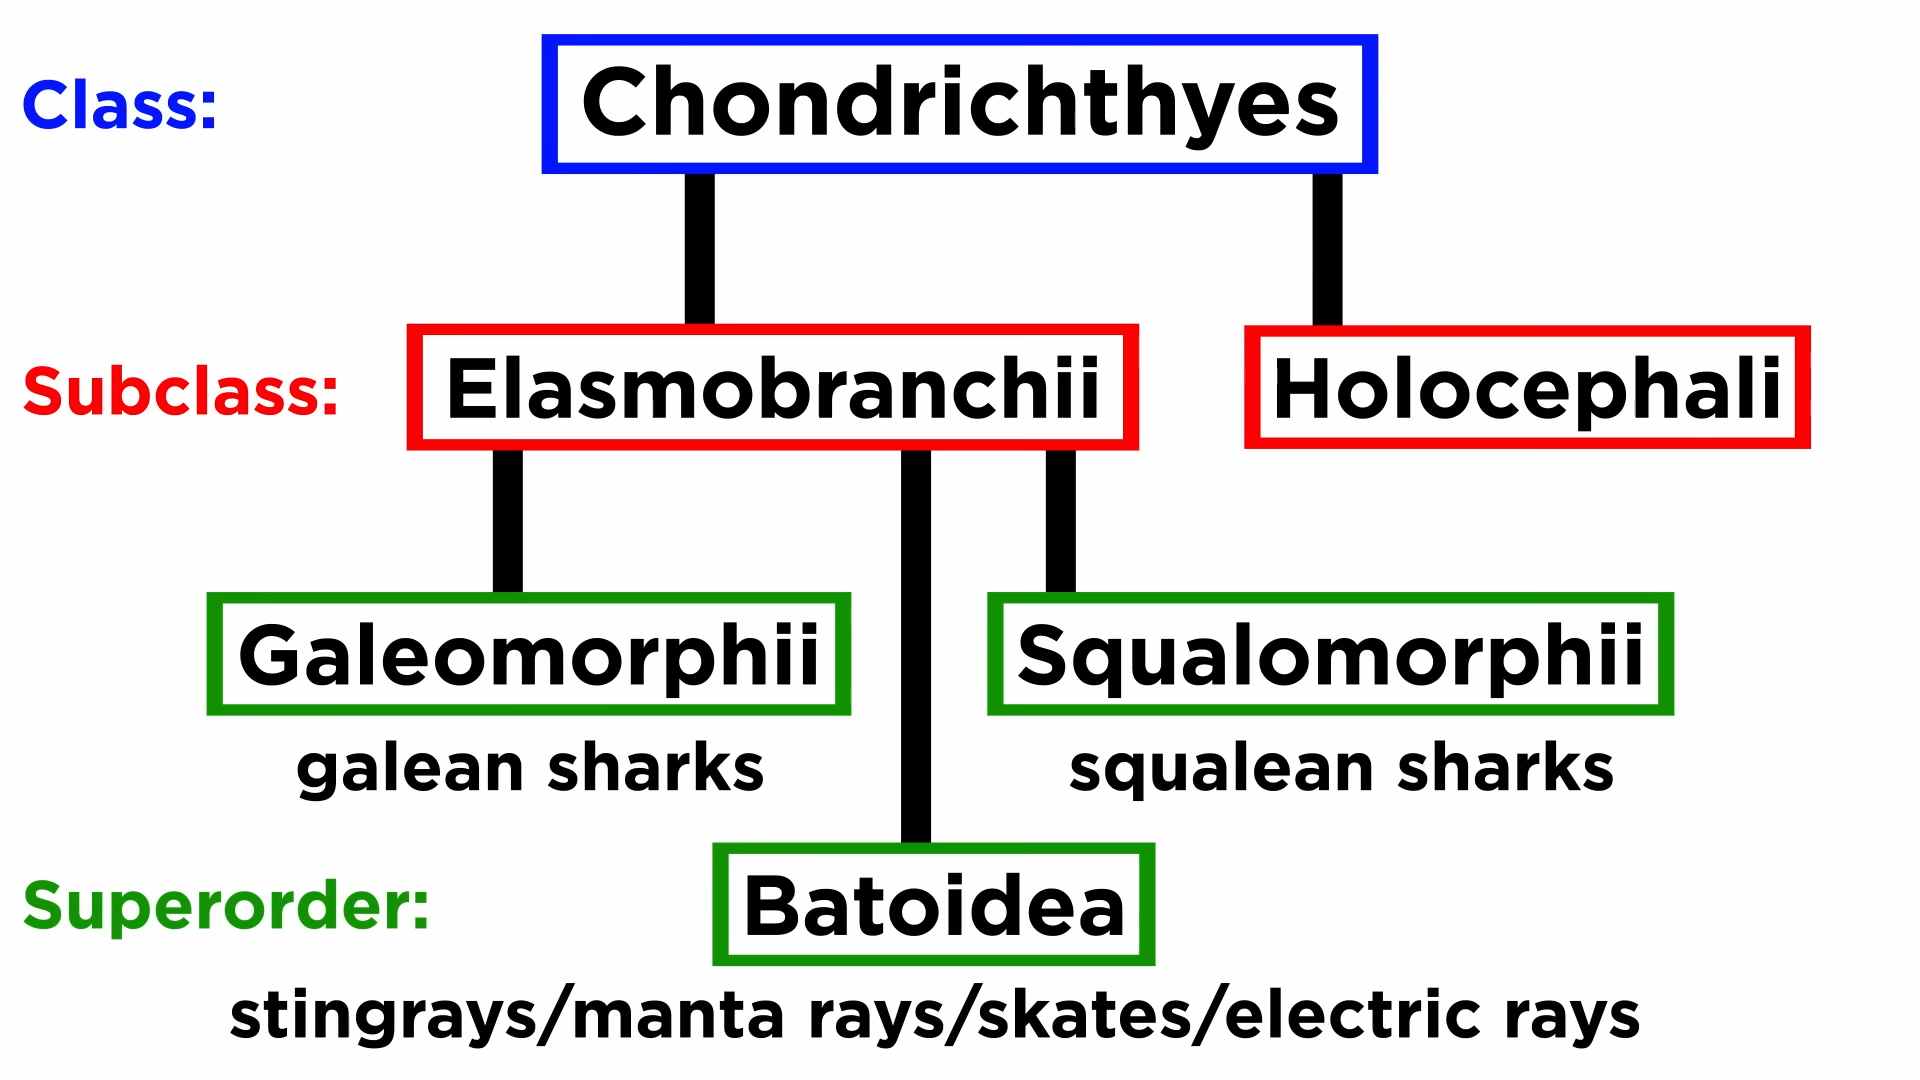 Class:
Chondrichthyes
Subclass:
Elasmobranchii
Holocephali
Galeomorphii
Squalomorphii
galean sharks
squalean sharks
Superorder:
Batoidea
stingrays/manta rays/skates/electric rays